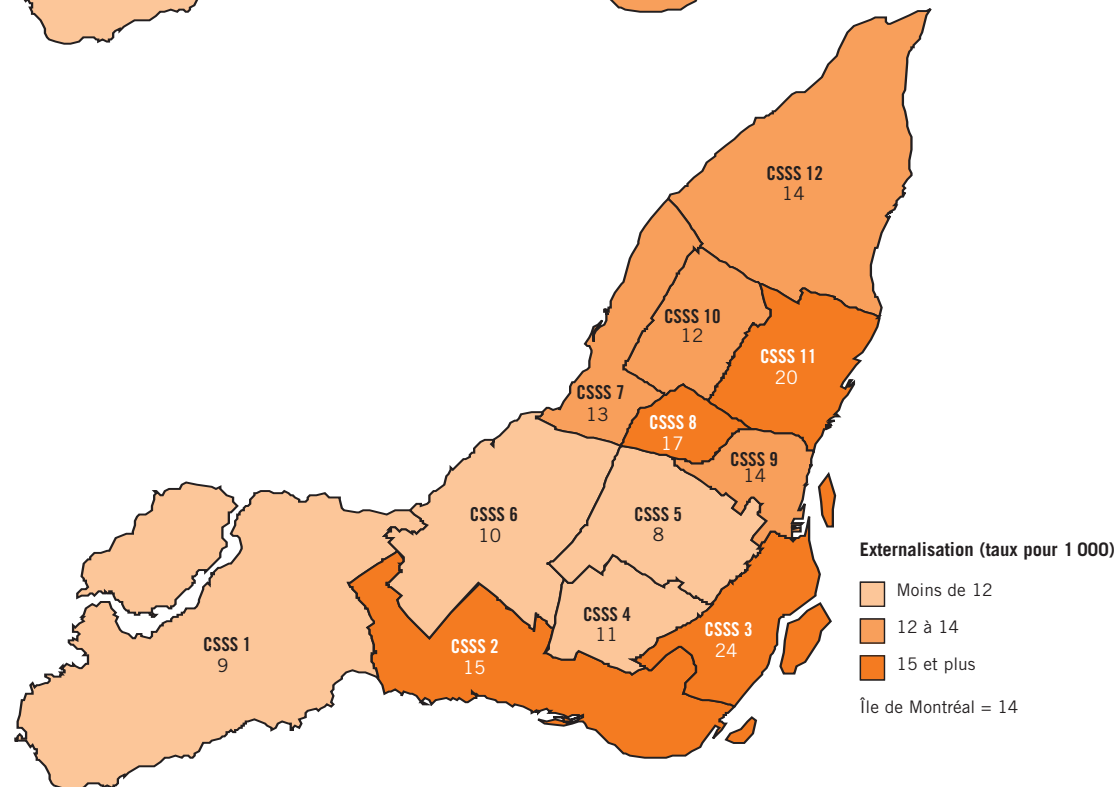 CSSS 12
14
CSSS 10
12
CSSS 11
20
CSSS 7
13
CSSS 8
17
CSSS 9
14
CSSS 6
10
CSSS 5
8
CSSS 4
11
CSSS 3
24
CSSS 1
9
CSSS 2
15
Externalisation (taux pour 1 000)
Moins de 12
12 à 14
15 et plus
Île de Montréal = 14